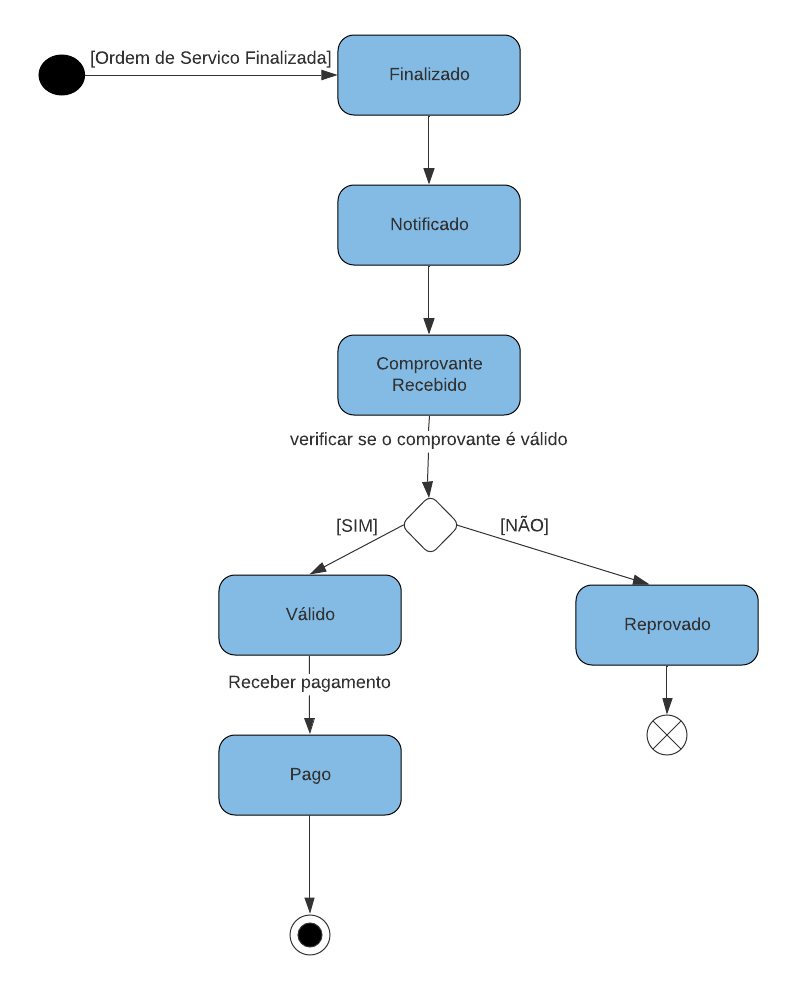 [Ordem de Servico Finalizada]
Finalizado
Notificado
Comprovante
Recebido
verificar se o comprovante é válido
[SIM]
[NÃO]
Válido
Reprovado
Receber pagamento
Pago